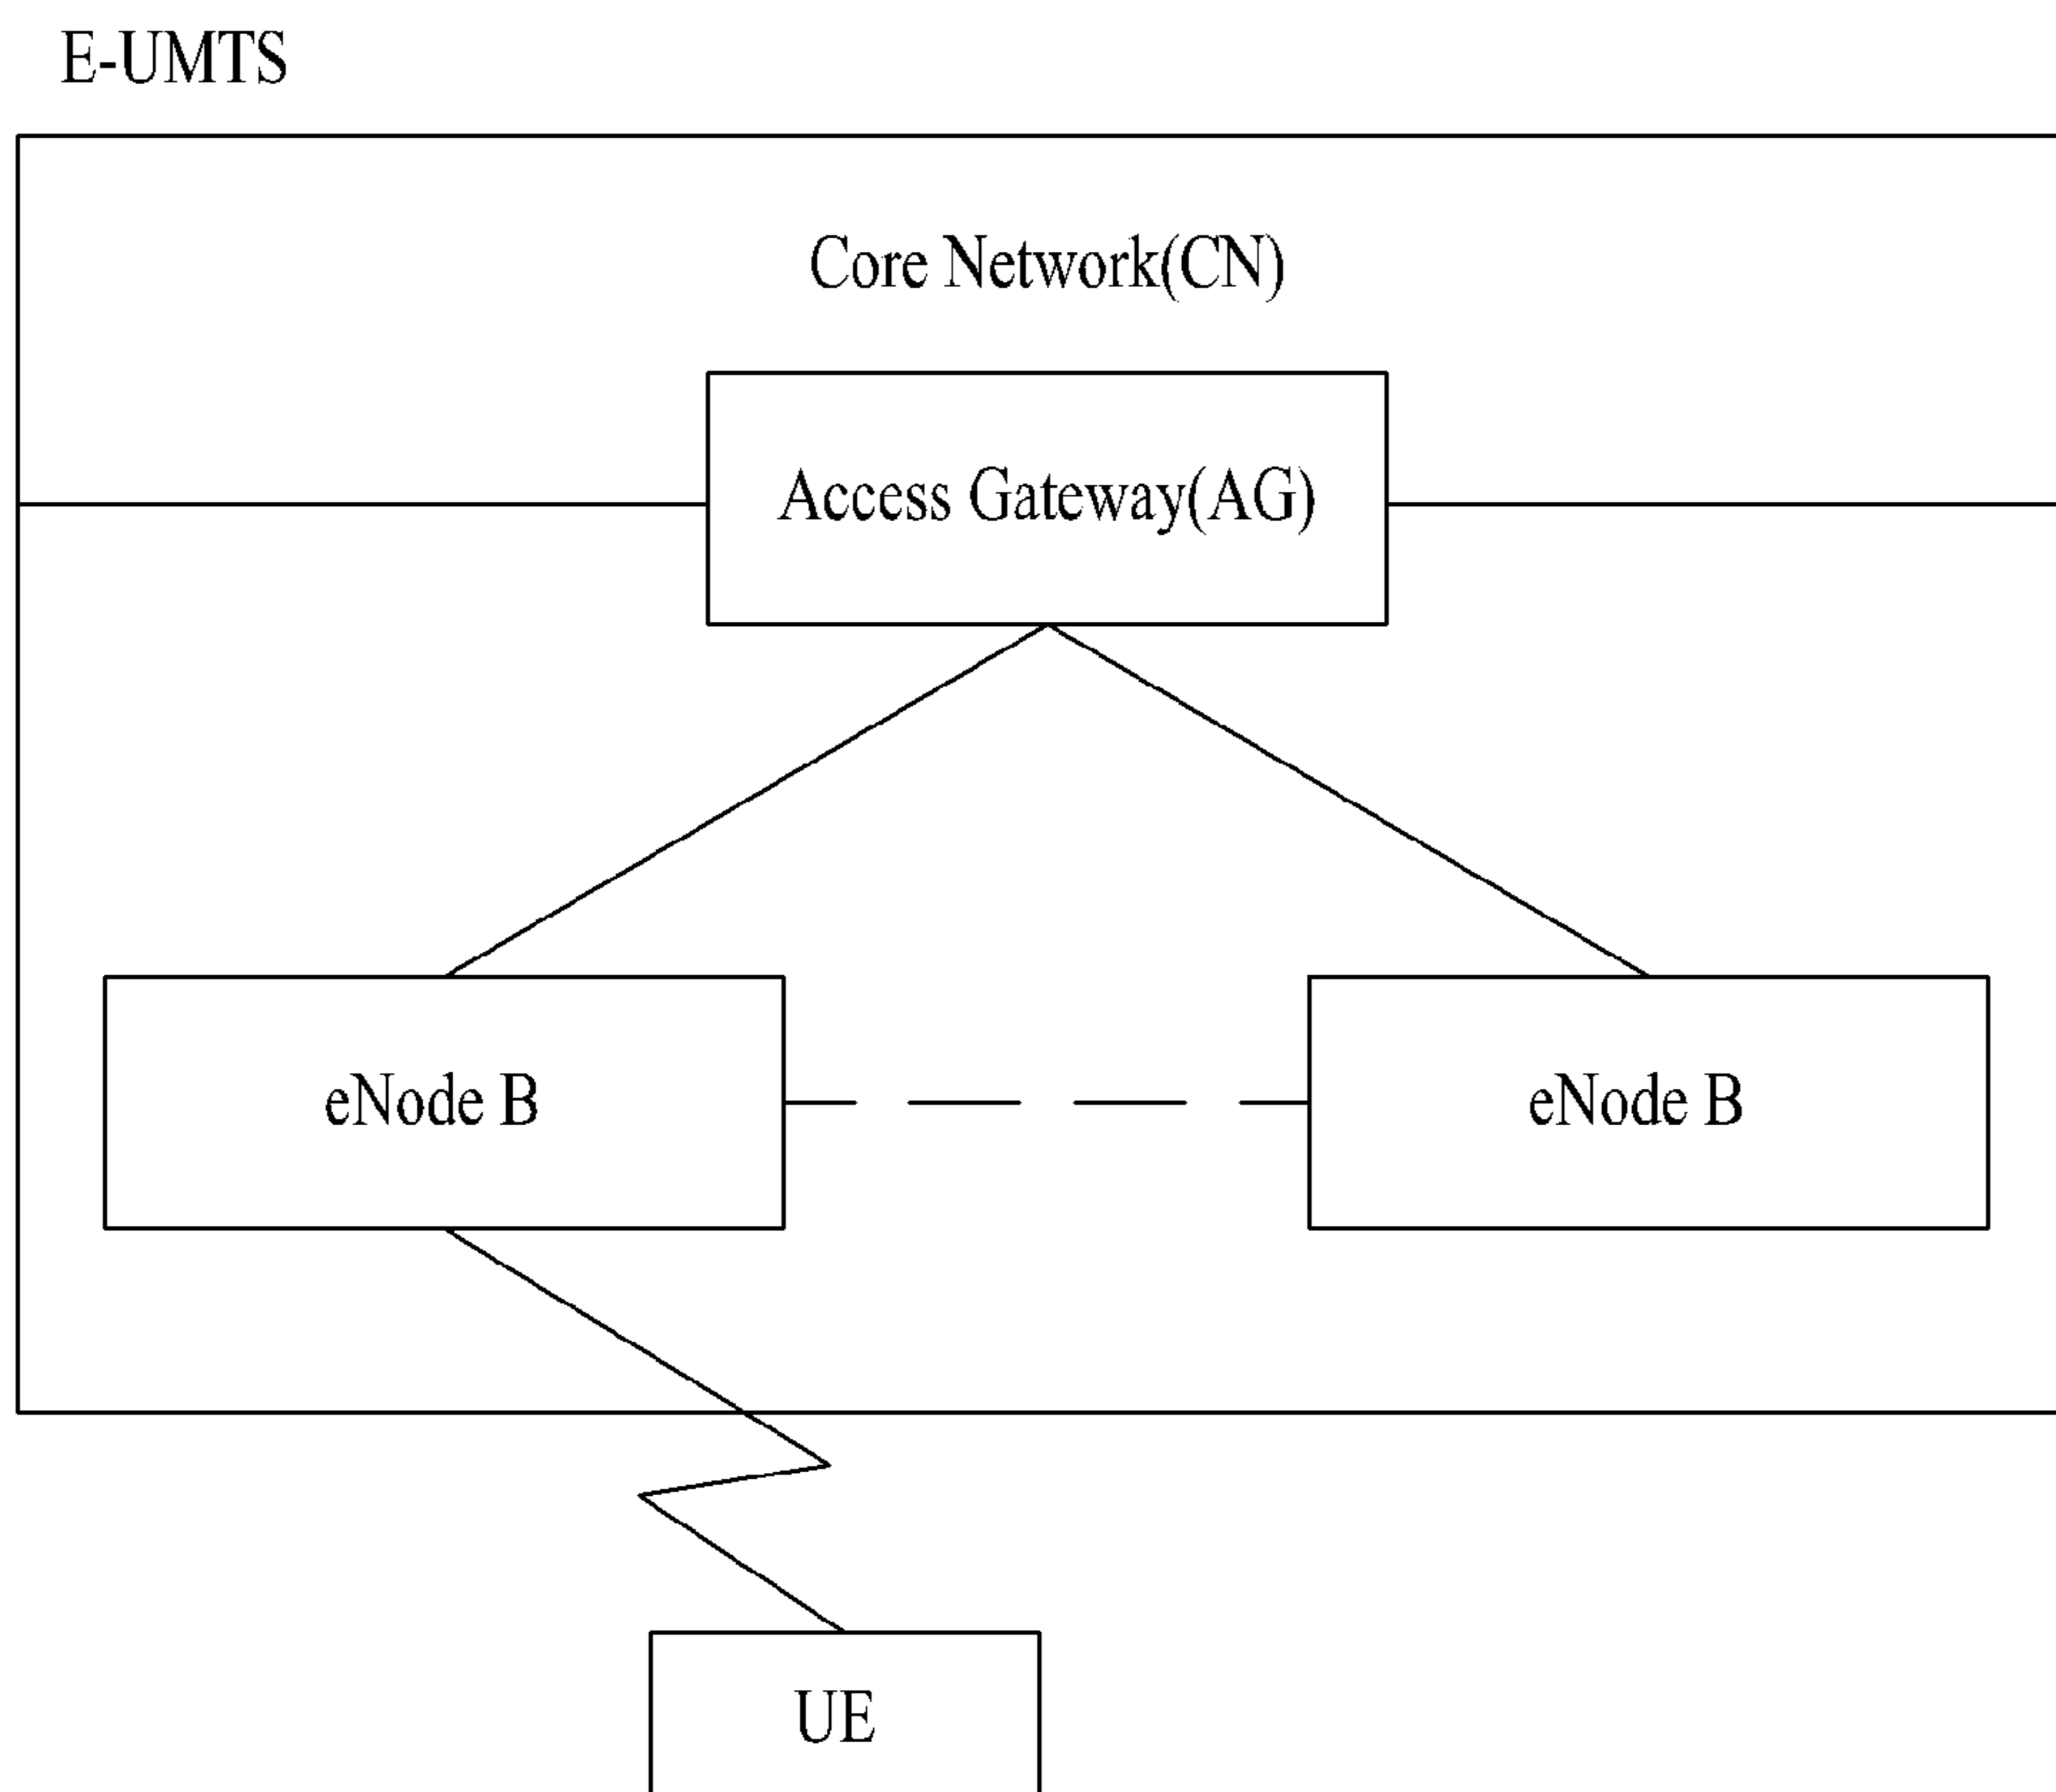 E-UMTS
Core Network(CN)
Access Gateway(AG)
eNode B
eNode B
UE